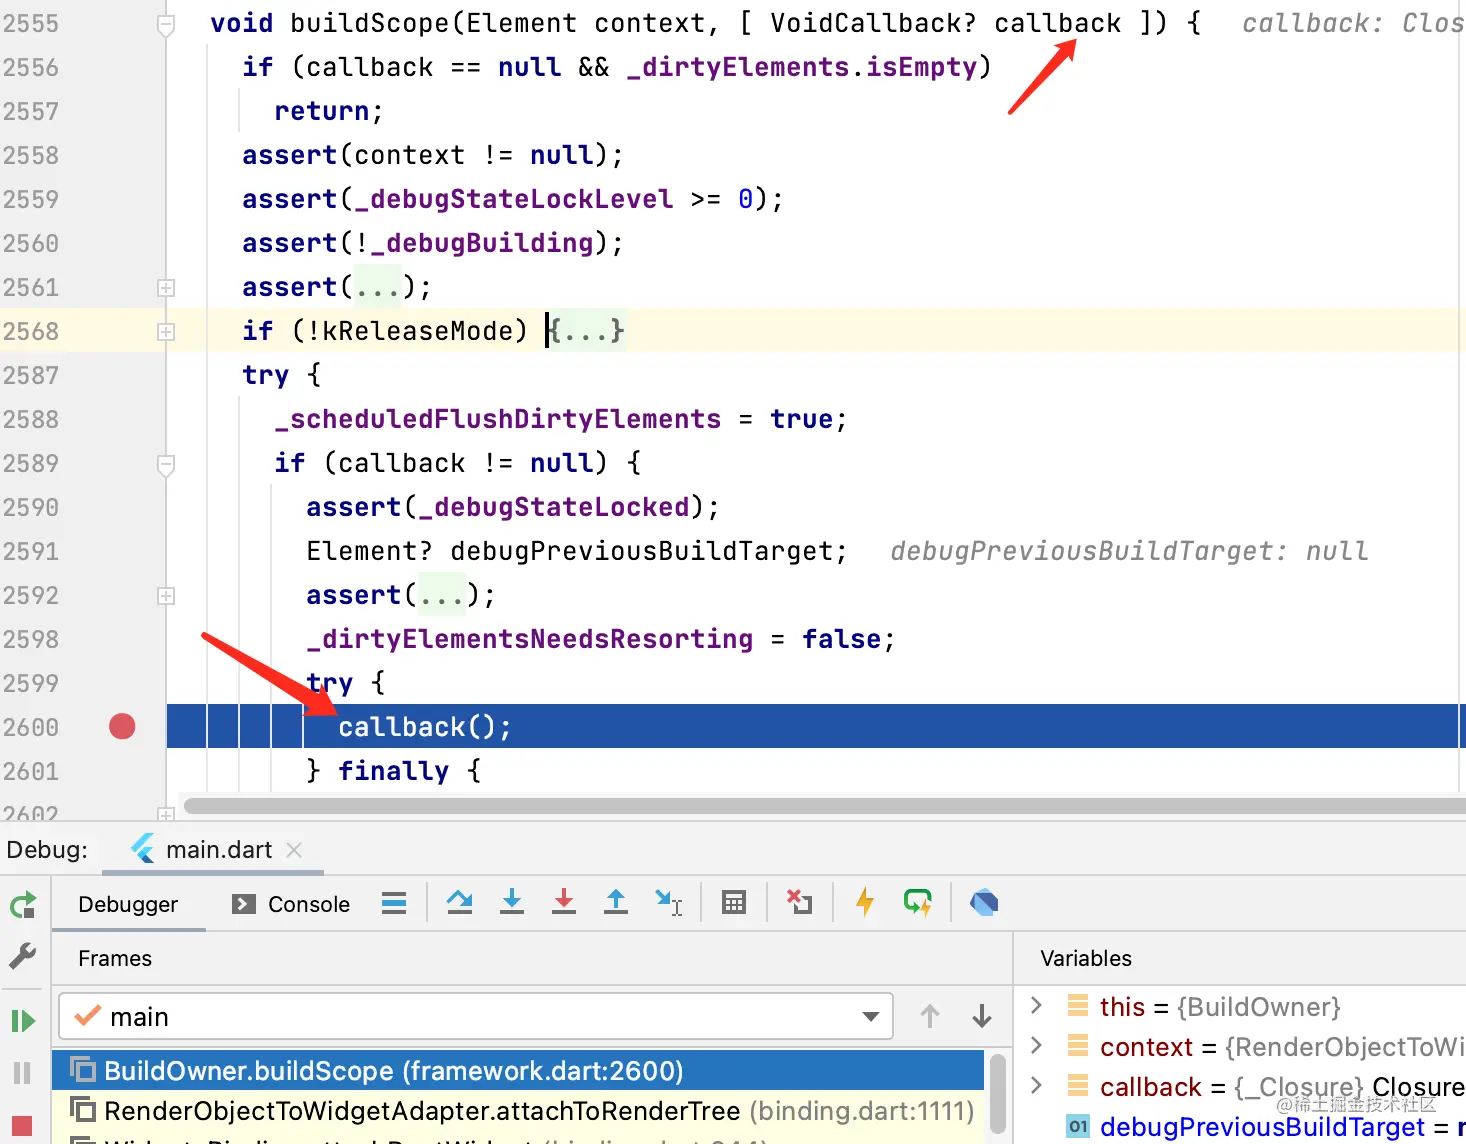 2555 void buildScope(Element context, [ VoidCallback? callback ]) { callback: Clos
2556 if (callback == null && _dirtyElements.isEmpty)
2557 return;
2558 assert(context != null);
2559 assert(_debugStateLockLevel >= 0);
2560 assert(!_debugBuilding);
2561 assert(...);
2568 if (!kReleaseMode) {...}
2587 try {
2588 _scheduledFlushDirtyElements = true;
2589 if (callback != null) {
2590 assert(_debugStateLocked);
2591 Element? debugPreviousBuildTarget; debugPreviousBuildTarget: null
2592 assert(...);
2598 _dirtyElementsNeedsResorting = false;
2599 try {
2600 callback();
2601 } finally {
2602
Debug: main.dart
Debugger Console
Frames
Variables
main
this = {BuildOwner}
context = {RenderObjectToWi
BuildOwner.buildScope (framework.dart:2600)
callback = {_Closure} Closure
RenderObjectToWidgetAdapter.attachToRenderTree (binding.dart:1111)
@稀土掘金技术社区
01 debugPreviousBuildTarget = n